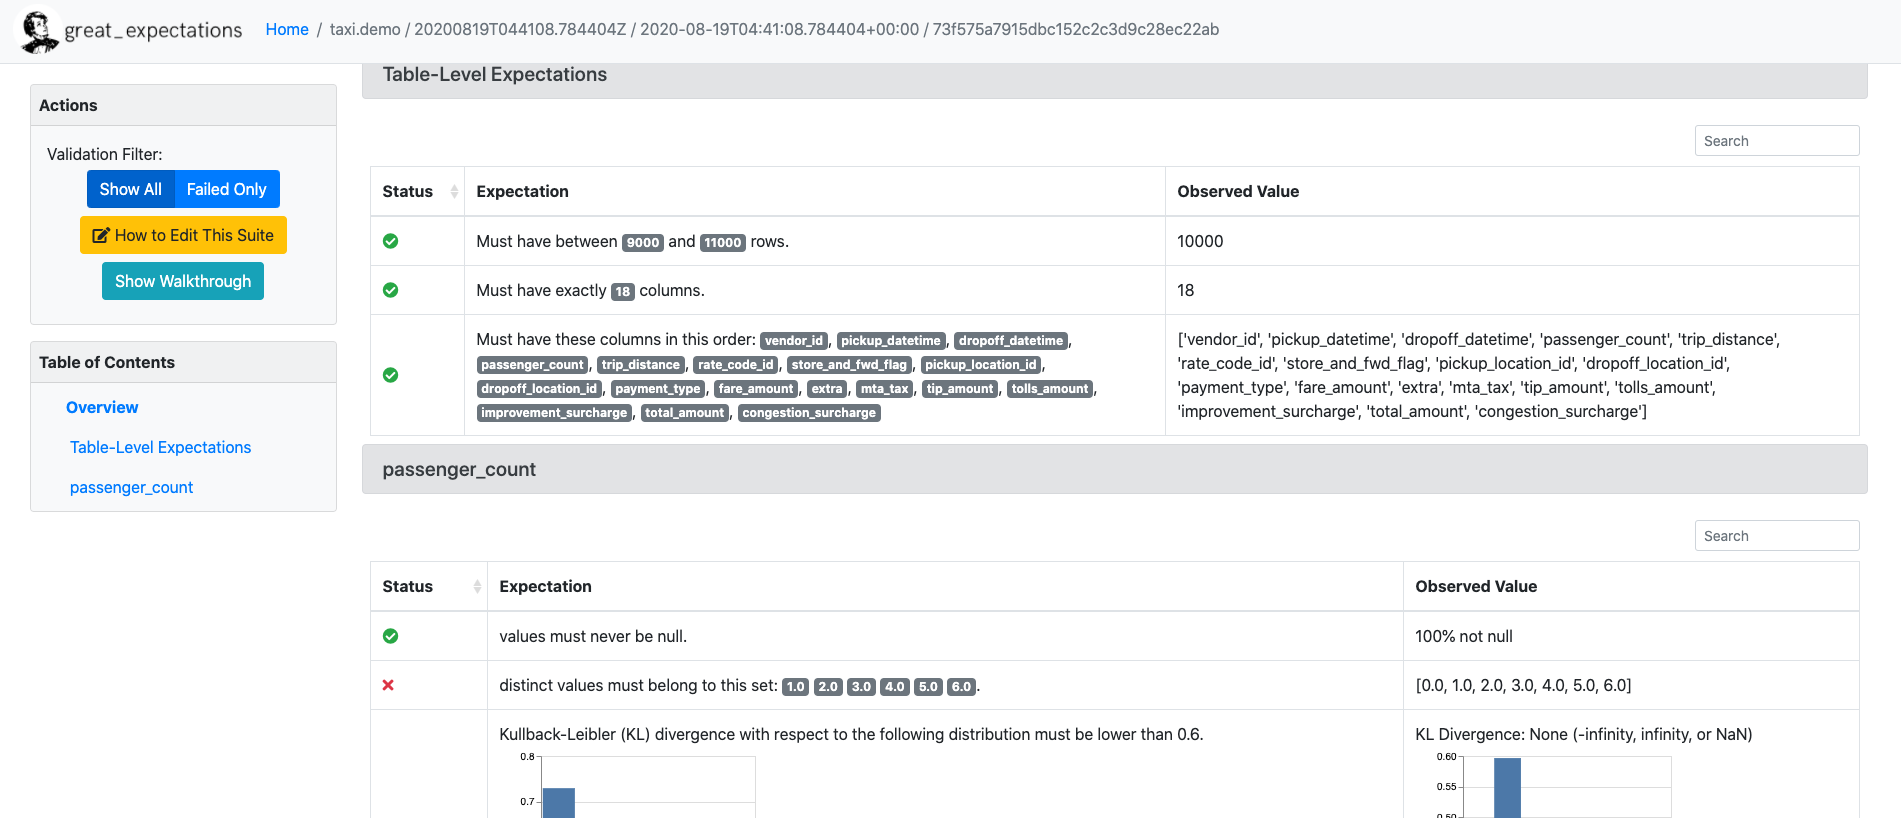 great_expectations Home / taxi.demo / 20200819T044108.784404Z / 2020-08-19T04:41:08.784404+00:00 / 73f575a7915dbc152c2c3d9c28ec22ab
Actions
Validation Filter:
Show All Failed Only
How to Edit This Suite
Show Walkthrough
Table of Contents
Overview
Table-Level Expectations
passenger_count
Table-Level Expectations
Search
Status Expectation Observed Value
Must have between 9000 and 11000 rows. 10000
Must have exactly 18 columns. 18
Must have these columns in this order: vendor_id, pickup_datetime, dropoff_datetime,
passenger_count, trip_distance, rate_code_id, store_and_fwd_flag, pickup_location_id,
dropoff_location_id, payment_type, fare_amount, extra, mta_tax, tip_amount, tolls_amount,
improvement_surcharge, total_amount, congestion_surcharge
['vendor_id', 'pickup_datetime', 'dropoff_datetime', 'passenger_count', 'trip_distance',
'rate_code_id', 'store_and_fwd_flag', 'pickup_location_id', 'dropoff_location_id',
'payment_type', 'fare_amount', 'extra', 'mta_tax', 'tip_amount', 'tolls_amount',
'improvement_surcharge', 'total_amount', 'congestion_surcharge']
passenger_count
Search
Status Expectation Observed Value
values must never be null. 100% not null
distinct values must belong to this set: 1.0 2.0 3.0 4.0 5.0 6.0. [0.0, 1.0, 2.0, 3.0, 4.0, 5.0, 6.0]
Kullback-Leibler (KL) divergence with respect to the following distribution must be lower than 0.6.
0.8
0.7
KL Divergence: None (-infinity, infinity, or NaN)
0.60
0.55
0.50